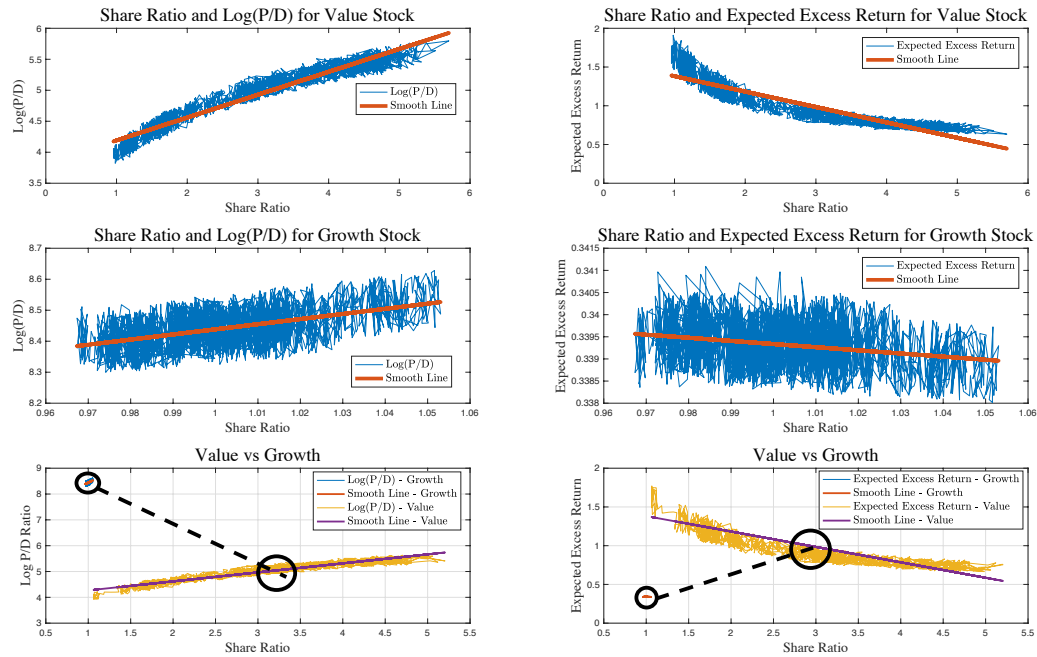 Share Ratio and Log(P/D) for Value Stock
6
5.5
5
4.5
4
3.5
Log(P/D)
Log(P/D)
Smooth Line
0
1
2
3
4
5
6
Share Ratio
Share Ratio and Expected Excess Return for Value Stock
2
1.5
1
0.5
0
Expected Excess Return
Expected Excess Return
Smooth Line
0
1
2
3
4
5
6
Share Ratio
Share Ratio and Log(P/D) for Growth Stock
8.7
8.6
8.5
8.4
8.3
8.2
Log(P/D)
Log(P/D)
Smooth Line
0.96
0.97
0.98
0.99
1
1.01
1.02
1.03
1.04
1.05
1.06
Share Ratio
Share Ratio and Expected Excess Return for Growth Stock
0.3415
0.341
0.3405
0.34
0.3395
0.339
0.3385
0.338
Expected Excess Return
Expected Excess Return
Smooth Line
0.96
0.97
0.98
0.99
1
1.01
1.02
1.03
1.04
1.05
1.06
Share Ratio
Value vs Growth
9
8
7
6
5
4
3
Log P/D Ratio
Log(P/D) - Growth
Smooth Line - Growth
Log(P/D) - Value
Smooth Line - Value
0.5
1
1.5
2
2.5
3
3.5
4
4.5
5
5.5
Share Ratio
Value vs Growth
2
1.5
1
0.5
0
Expected Excess Return
Expected Excess Return - Growth
Smooth Line - Growth
Expected Excess Return - Value
Smooth Line - Value
0.5
1
1.5
2
2.5
3
3.5
4
4.5
5
5.5
Share Ratio